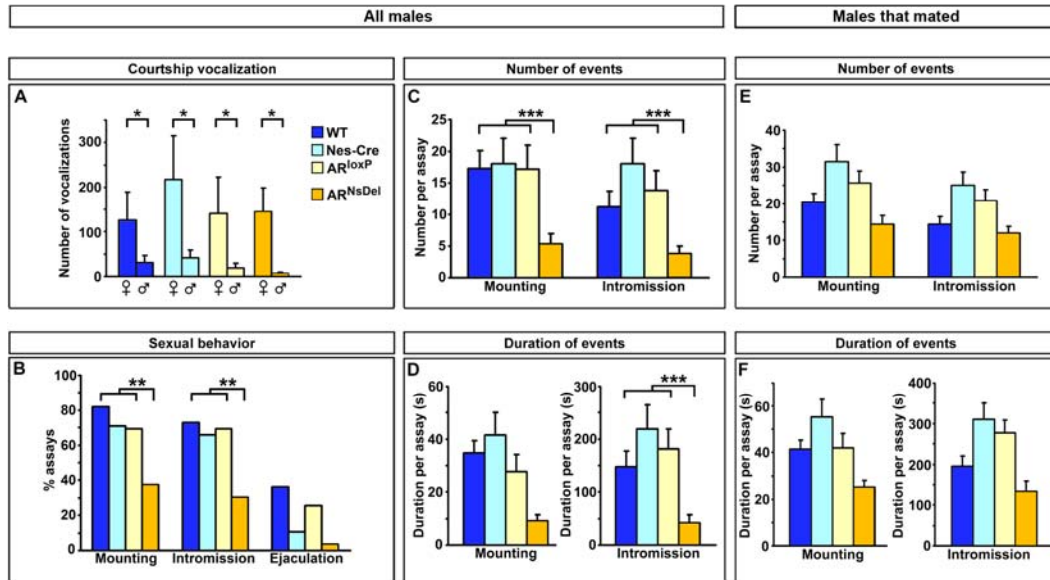 All males
Males that mated
Courtship vocalization
A
Number of vocalizations
300
200
100
0
* * * *
♀ ♂ ♀ ♂ ♀ ♂ ♀ ♂
WT
Nes-Cre
ARloxP
ARNsDel
Number of events
C
Number per assay
25
20
15
10
5
0
*** ***
Mounting Intromission
Number of events
E
Number per assay
40
30
20
10
0
Mounting Intromission
Sexual behavior
B
% assays
100
80
60
40
20
0
** **
Mounting Intromission Ejaculation
Duration of events
D
Duration per assay (s)
60
40
20
0
Mounting
Duration per assay (s)
300
200
100
0
***
Intromission
Duration of events
F
Duration per assay (s)
60
40
20
0
Mounting
Duration per assay (s)
400
300
200
100
0
Intromission